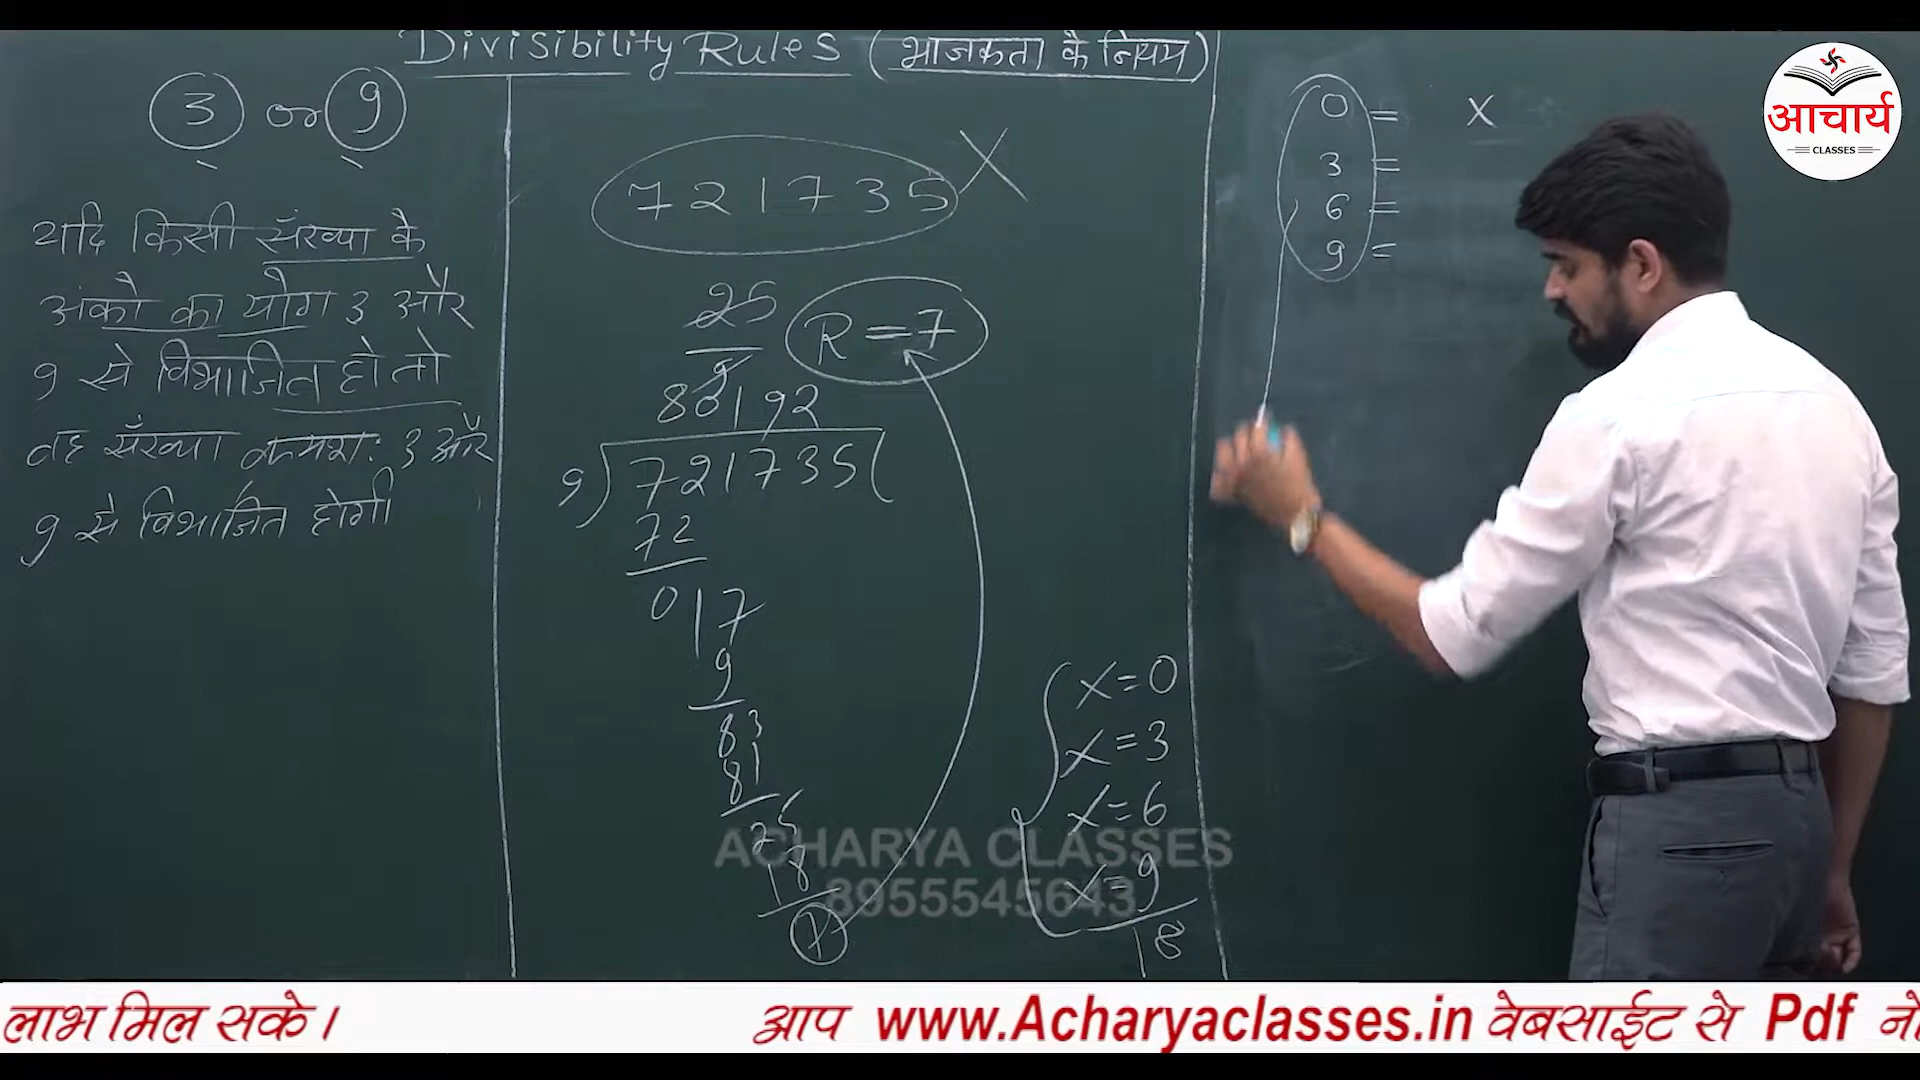 Divisibility Rules (भाजकता के नियम)
3 or 9
यदि किसी संख्या के
अंको का योग 3 और
9 से विभाजित हो तो
वह संख्या क्रमशः 3 और
9 से विभाजित होगी
721735 X
25
9
R = 7
80192
9) 721735 (
72
017
9
83
81
25
18
7
x=0
x=3
x=6
x=9
18
0 = X
3 =
6 =
9 =
आचार्य
CLASSES
ACHARYA CLASSES
8955545643
लाभ मिल सके। आप www.Acharyaclasses.in वेबसाईट से Pdf नो